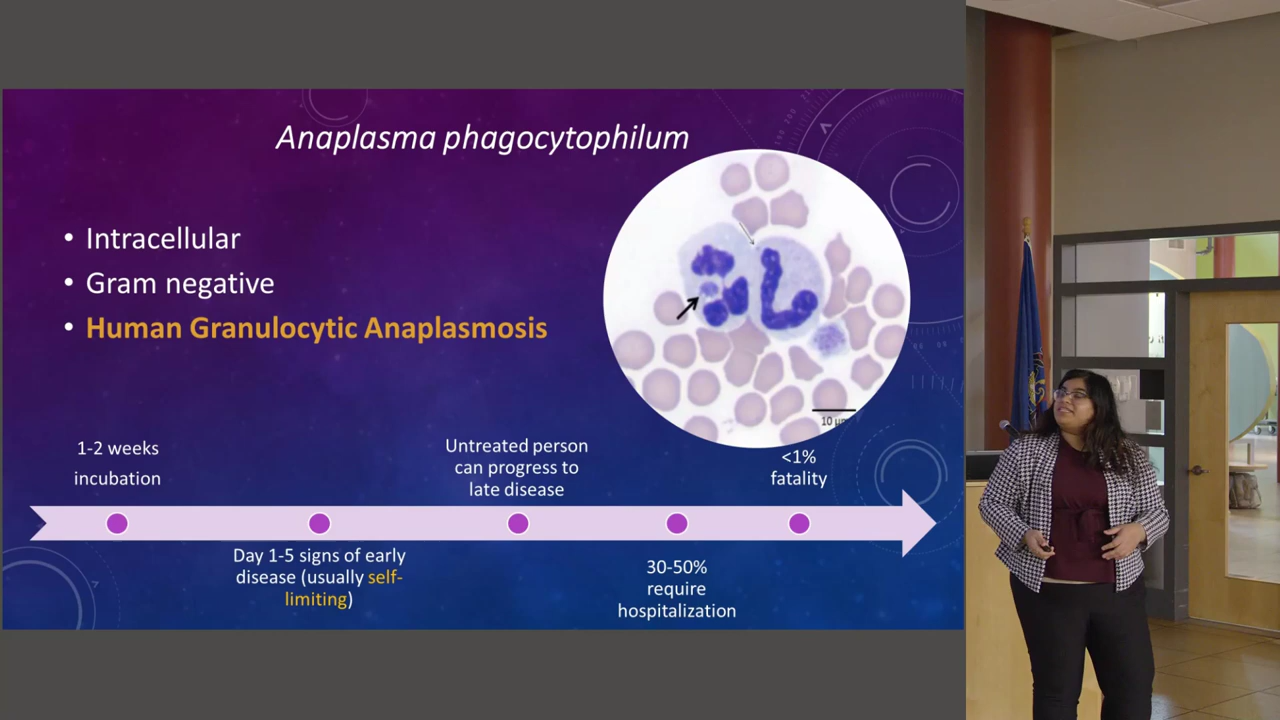 Anaplasma phagocytophilum
• Intracellular
• Gram negative
• Human Granulocytic Anaplasmosis
10 µm
1-2 weeks
incubation
Untreated person
can progress to
late disease
<1%
fatality
Day 1-5 signs of early
disease (usually self-
limiting)
30-50%
require
hospitalization